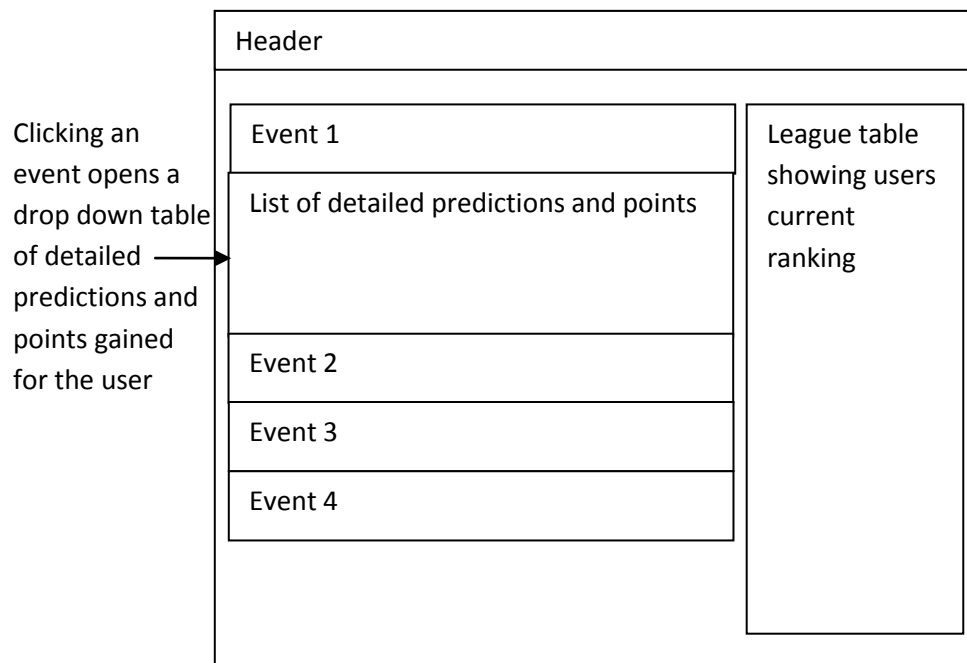 Header
Clicking an
event opens a
drop down table
of detailed
predictions and
points gained
for the user
Event 1
List of detailed predictions and points
Event 2
Event 3
Event 4
League table
showing users
current
ranking